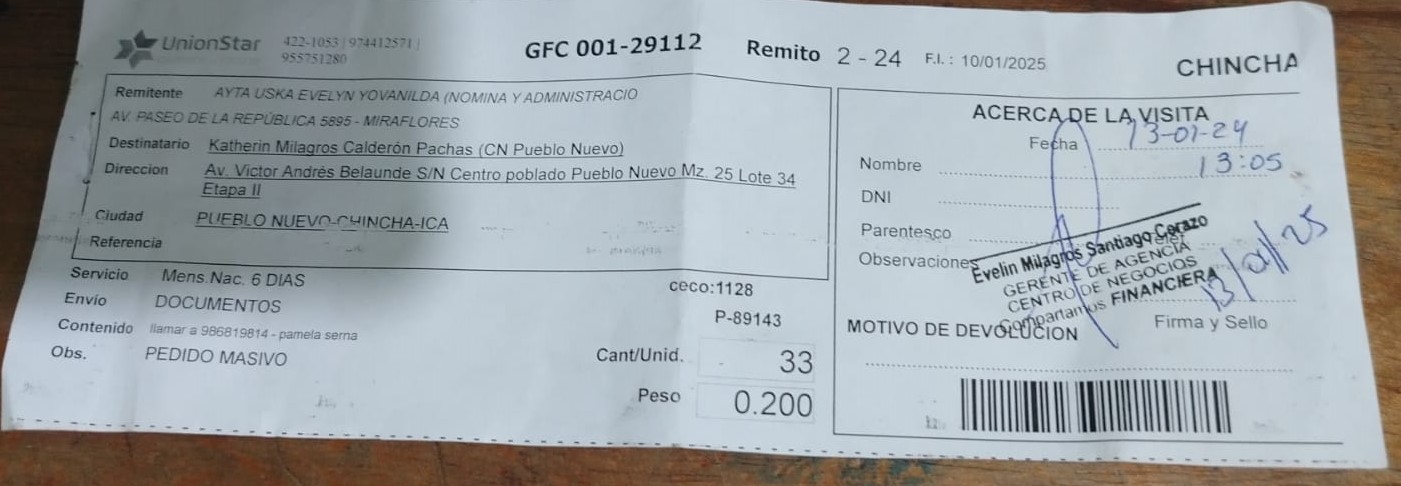 UnionStar 422-1053 | 974412571 |
955751280
GFC 001-29112 Remito 2 - 24 F.I. : 10/01/2025 CHINCHA
Remitente AYTA USKA EVELYN YOVANILDA (NOMINA Y ADMINISTRACIO
AV. PASEO DE LA REPÚBLICA 5895 - MIRAFLORES
Destinatario Katherin Milagros Calderón Pachas (CN Pueblo Nuevo)
Direccion Av. Victor Andrés Belaunde S/N Centro poblado Pueblo Nuevo Mz. 25 Lote 34
Etapa II
Ciudad PUEBLO NUEVO-CHINCHA-ICA
Referencia
Servicio Mens.Nac. 6 DIAS ceco:1128
Envio DOCUMENTOS P-89143
Contenido llamar a 986819814 - pamela serna
Obs. PEDIDO MASIVO
Cant/Unid. 33
Peso 0.200
ACERCA DE LA VISITA
Fecha 13-01-24
Nombre 13:05
DNI
Parentesco
Observaciones
Evelin Milagros Santiago Cerazo
GERENTE DE AGENCIA
CENTRO DE NEGOCIOS
Compartamos FINANCIERA
13/01/25
MOTIVO DE DEVOLUCION Firma y Sello